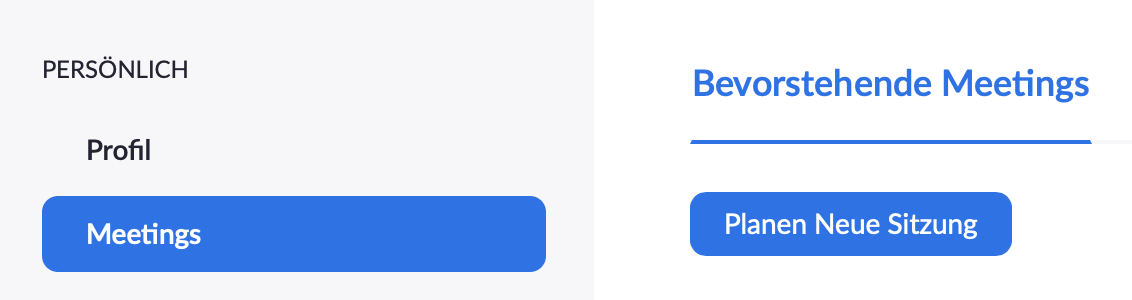 PERSÖNLICH
Profil
Meetings
Bevorstehende Meetings
Planen Neue Sitzung